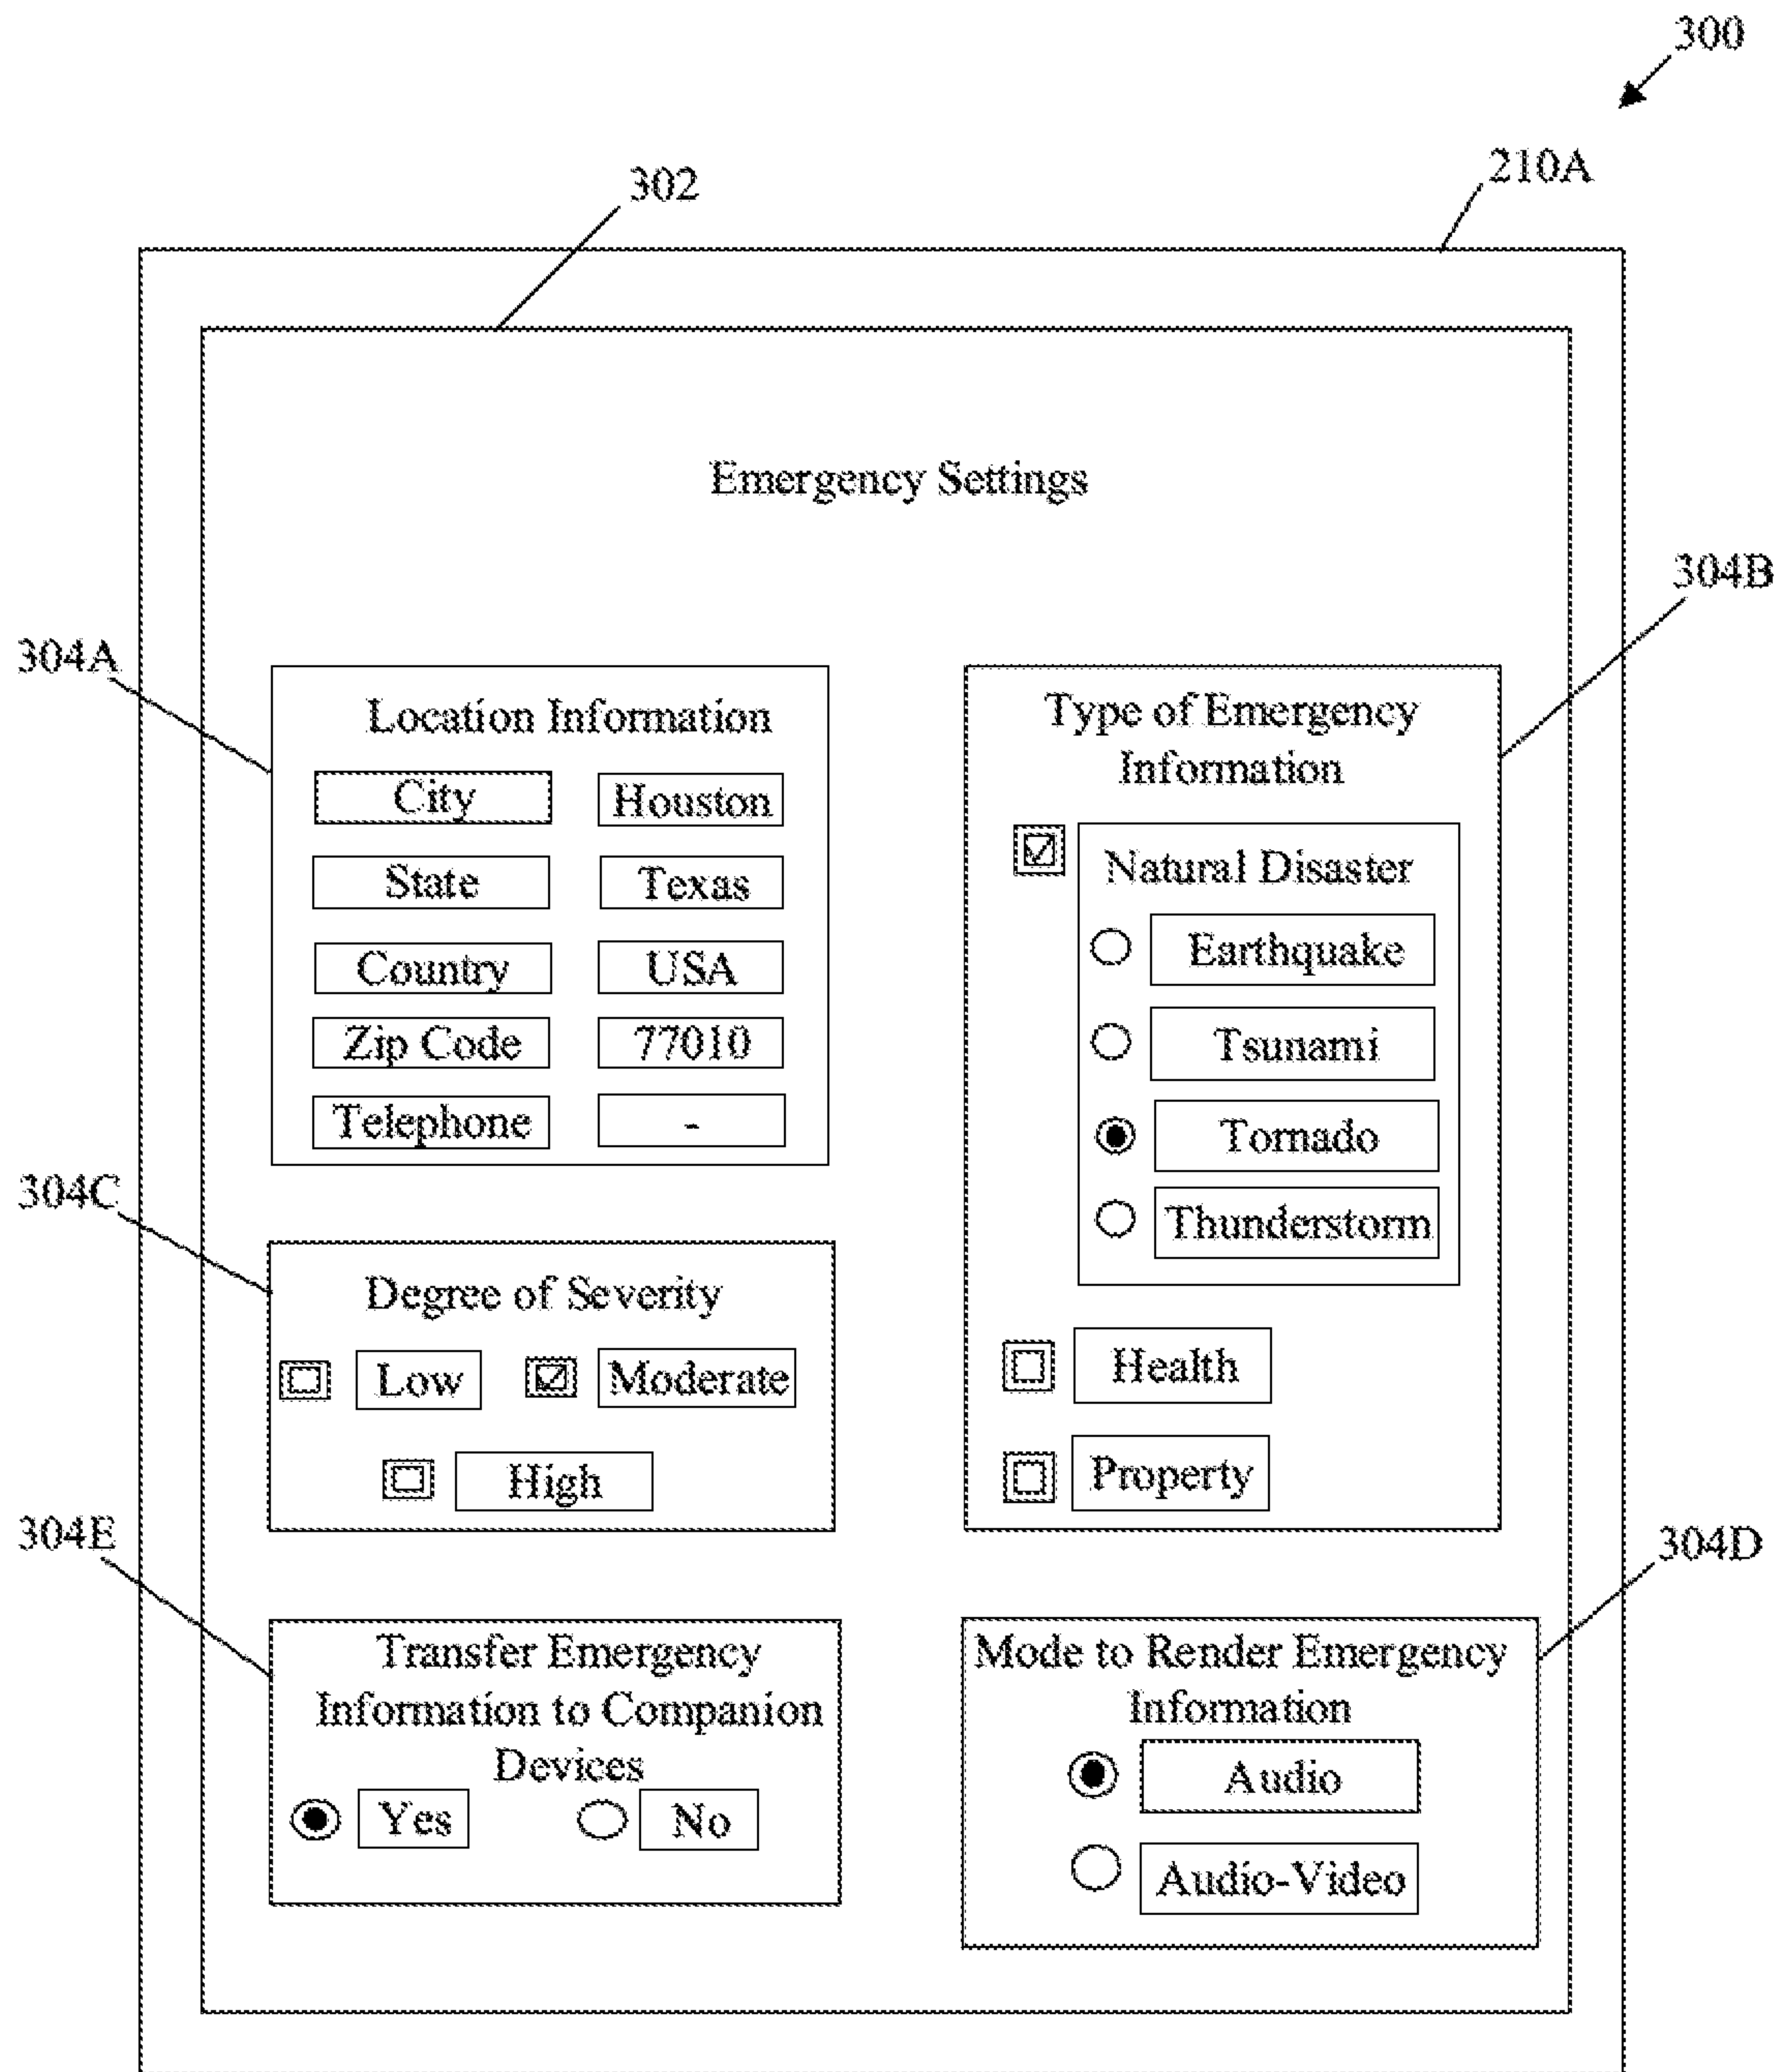 300
210A
302
Emergency Settings
304B
304A
Location Information
City Houston
State Texas
Country USA
Zip Code 77010
Telephone -
Type of Emergency
Information
Natural Disaster
Earthquake
Tsunami
Tornado
Thunderstorm
Health
Property
304C
Degree of Severity
Low Moderate
High
304E
Transfer Emergency
Information to Companion
Devices
Yes No
304D
Mode to Render Emergency
Information
Audio
Audio-Video